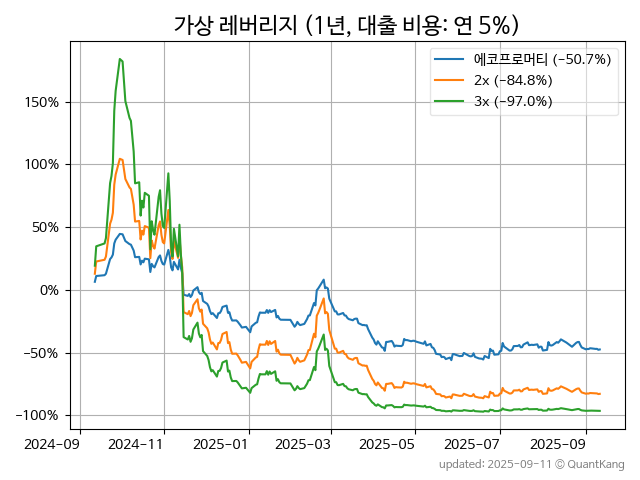 가상 레버리지 (1년, 대출 비용: 연 5%)
에코프로머티 (−50.7%)
2x (−84.8%)
3x (−97.0%)
150%
100%
50%
0%
−50%
−100%
2024-09 2024-11 2025-01 2025-03 2025-05 2025-07 2025-09
updated: 2025-09-11 © QuantKang